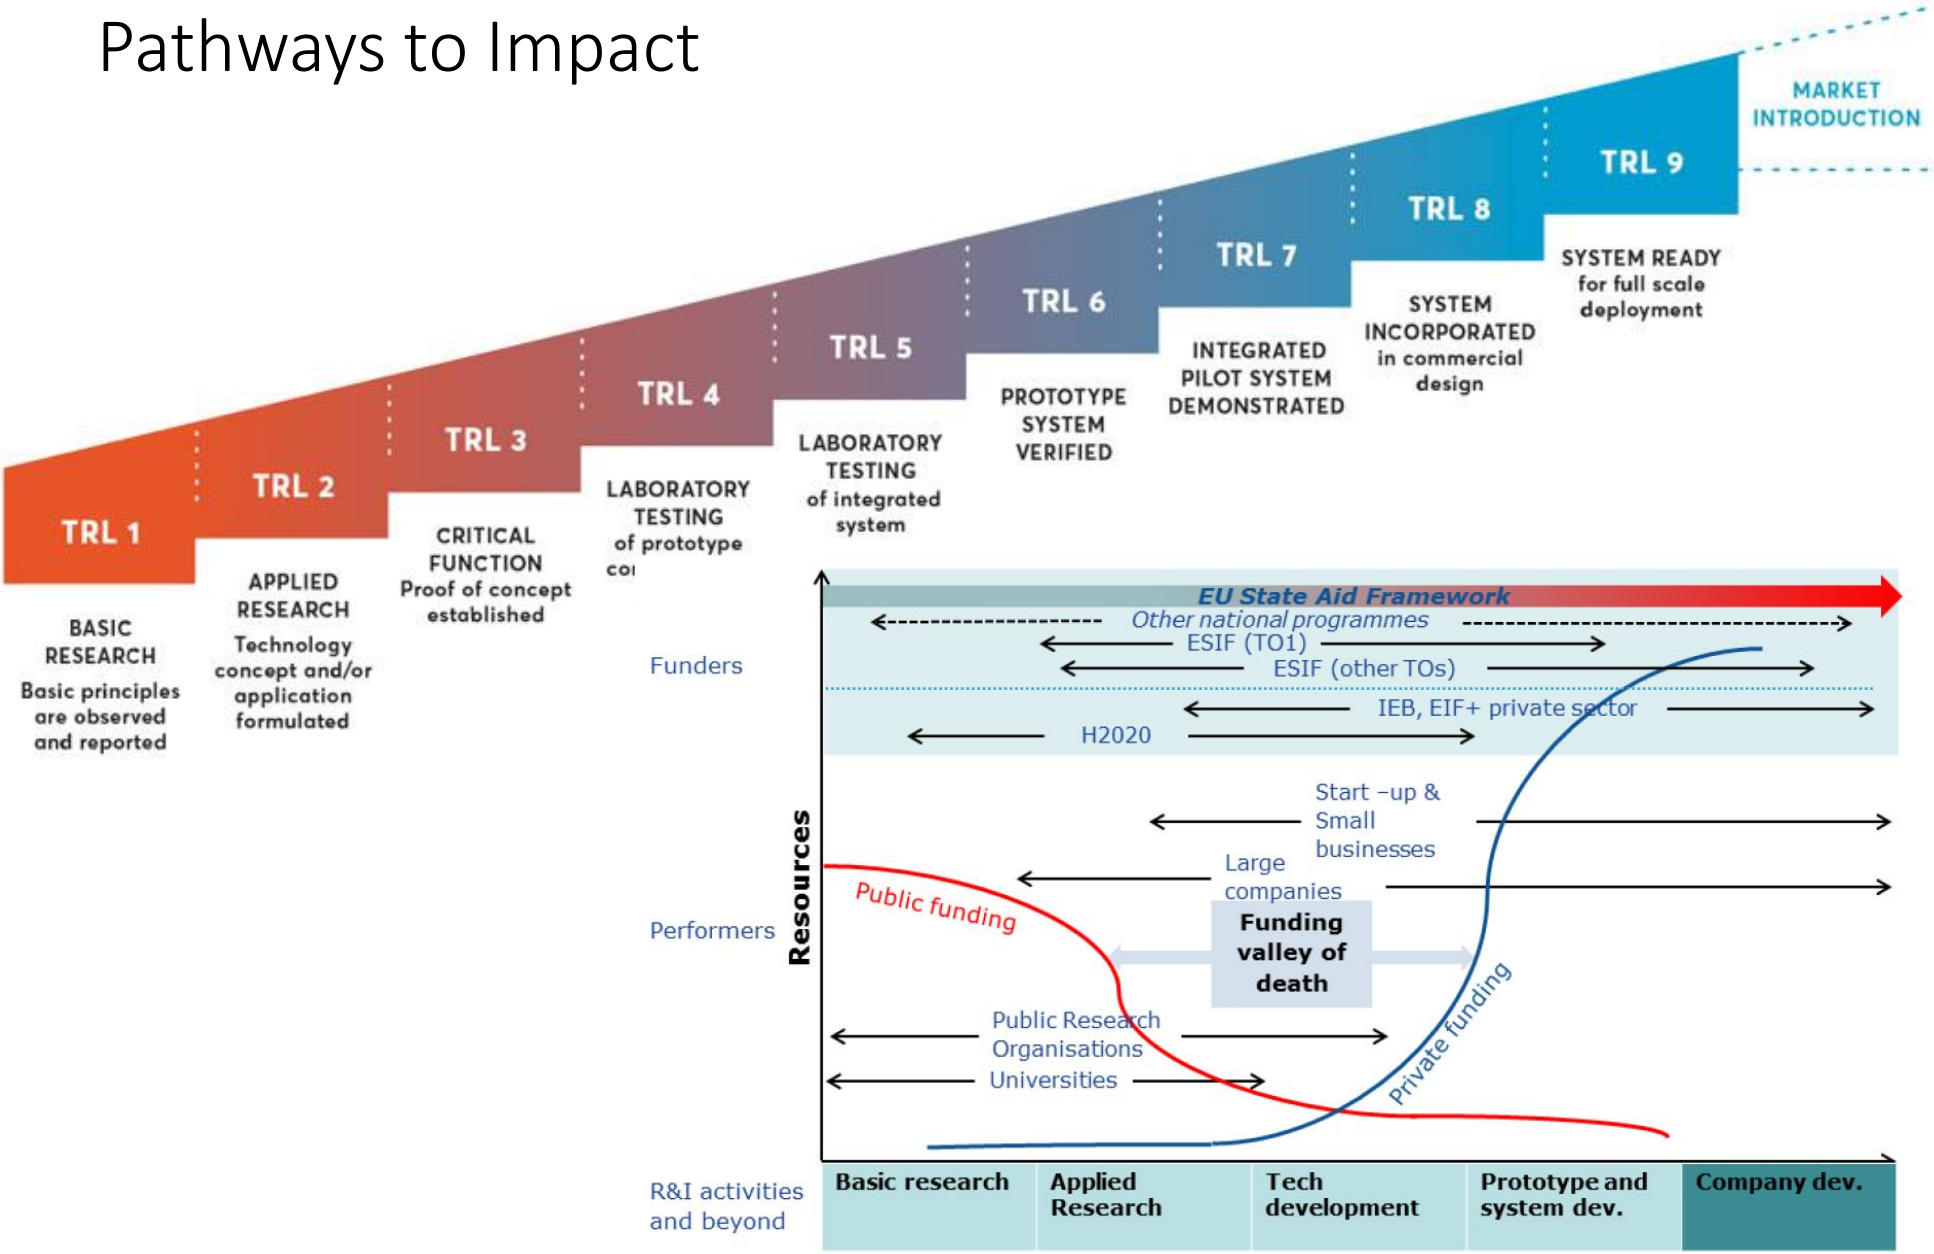 Pathways to Impact
MARKET
INTRODUCTION
TRL 9
TRL 8
TRL 7
TRL 6
TRL 5
TRL 4
TRL 3
TRL 2
TRL 1
SYSTEM READY
for full scale
deployment
SYSTEM
INCORPORATED
in commercial
design
INTEGRATED
PILOT SYSTEM
DEMONSTRATED
PROTOTYPE
SYSTEM
VERIFIED
LABORATORY
TESTING
of integrated
system
LABORATORY
TESTING
of prototype
CRITICAL
FUNCTION
Proof of concept
established
APPLIED
RESEARCH
Technology
concept and/or
application
formulated
BASIC
RESEARCH
Basic principles
are observed
and reported
EU State Aid Framework
Other national programmes
ESIF (TO1)
Funders
ESIF (other TOs)
IEB, EIF+ private sector
H2020
Start –up &
Small
businesses
Large
companies
Resources
Public funding
Performers
Funding
valley of
death
Private funding
Public Research
Organisations
Universities
R&I activities
and beyond
Basic research
Applied
Research
Tech
development
Prototype and
system dev.
Company dev.